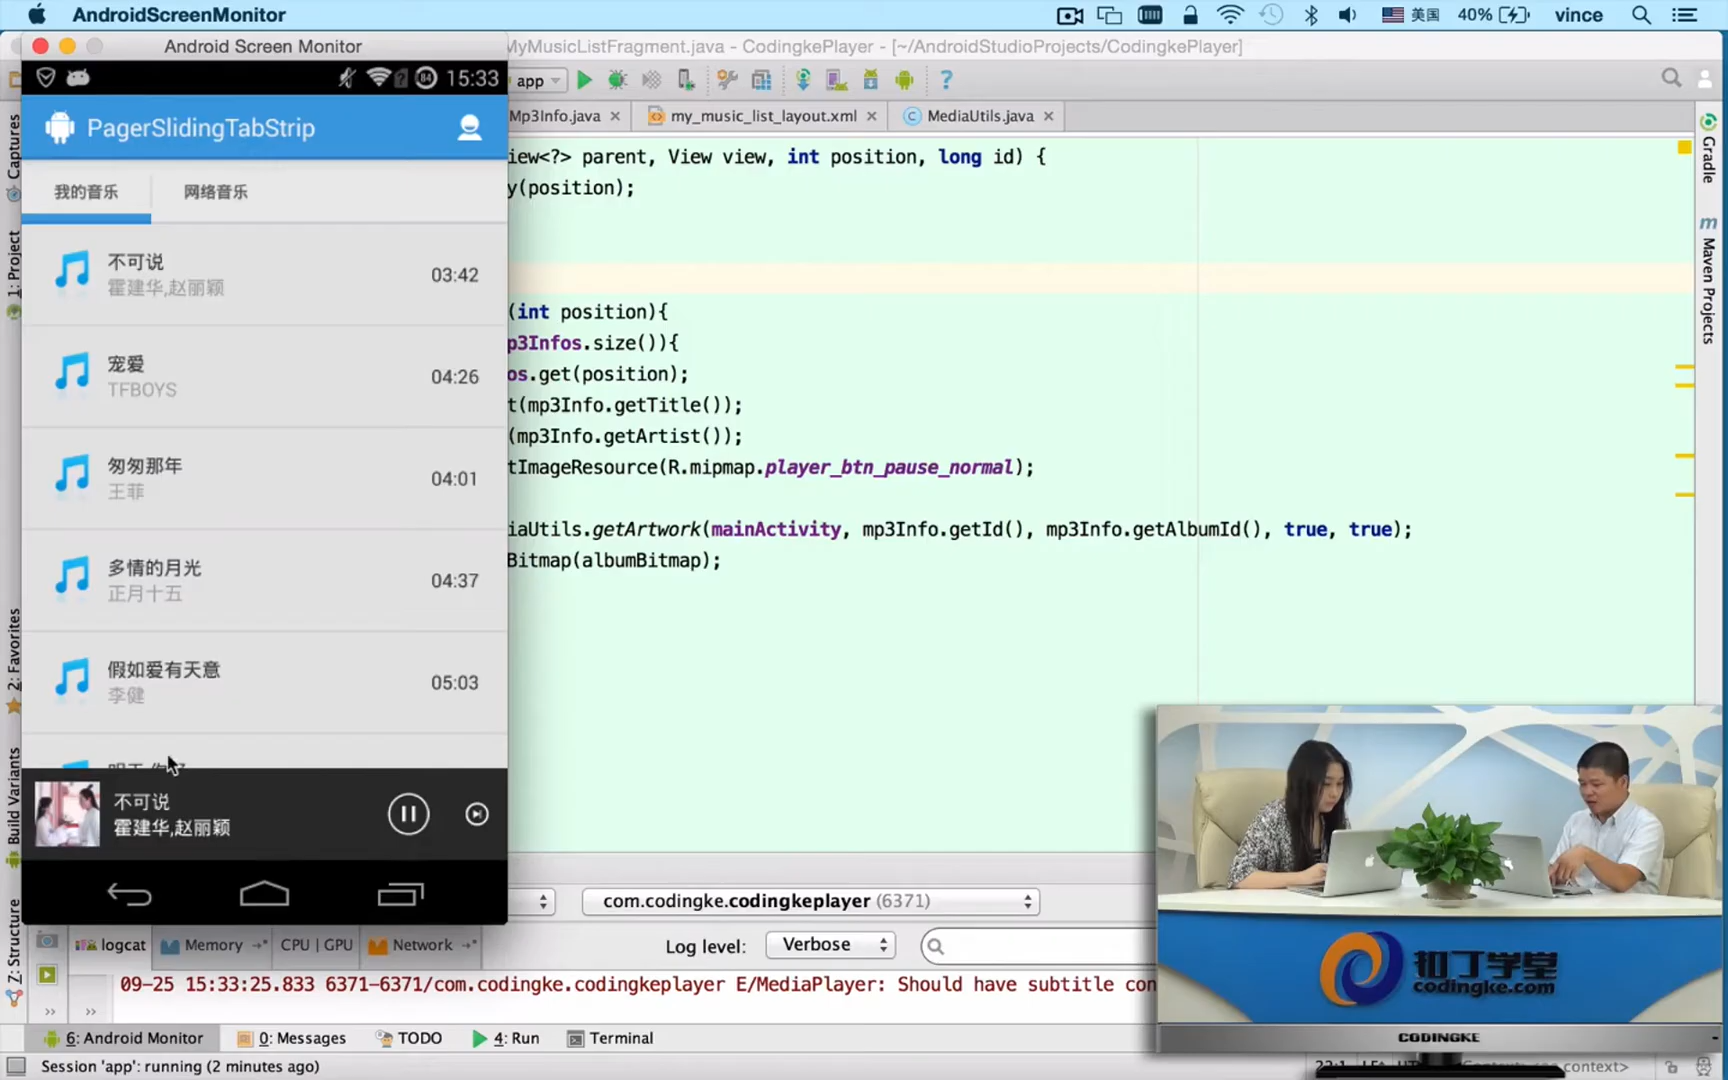 AndroidScreenMonitor
美国
40%
vince
Android Screen Monitor
MyMusicListFragment.java - CodingkePlayer - [~/AndroidStudioProjects/CodingkePlayer]
84
15:33
app
?
PagerSlidingTabStrip
Mp3Info.java
my_music_list_layout.xml
MediaUtils.java
我的音乐
网络音乐
不可说
霍建华,赵丽颖
03:42
宠爱
TFBOYS
04:26
匆匆那年
王菲
04:01
多情的月光
正月十五
04:37
假如爱有天意
李健
05:03
不可说
霍建华,赵丽颖
iew<?> parent, View view, int position, long id) {
y(position);
(int position){
p3Infos.size()){
os.get(position);
t(mp3Info.getTitle());
(mp3Info.getArtist());
tImageResource(R.mipmap.player_btn_pause_normal);
iaUtils.getArtwork(mainActivity, mp3Info.getId(), mp3Info.getAlbumId(), true, true);
Bitmap(albumBitmap);
Captures
1: Project
2: Favorites
Build Variants
Z: Structure
Gradle
Maven Projects
com.codingke.codingkeplayer (6371)
logcat
Memory
CPU | GPU
Network
Log level:
Verbose
09-25 15:33:25.833 6371-6371/com.codingke.codingkeplayer E/MediaPlayer: Should have subtitle con
6: Android Monitor
0: Messages
TODO
4: Run
Terminal
Session 'app': running (2 minutes ago)
扣丁学堂
codingke.com
CODINGKE